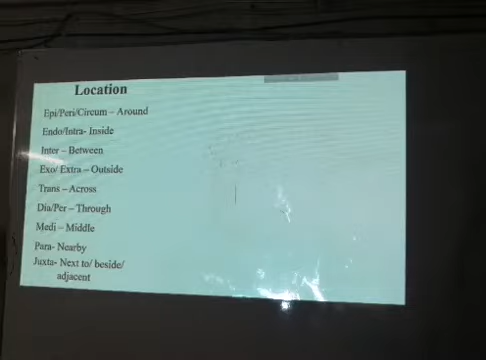 Location
Epi/Peri/Circum – Around
Endo/Intra- Inside
Inter – Between
Exo/ Extra – Outside
Trans – Across
Dia/Per – Through
Medi – Middle
Para- Nearby
Juxta- Next to/ beside/
adjacent